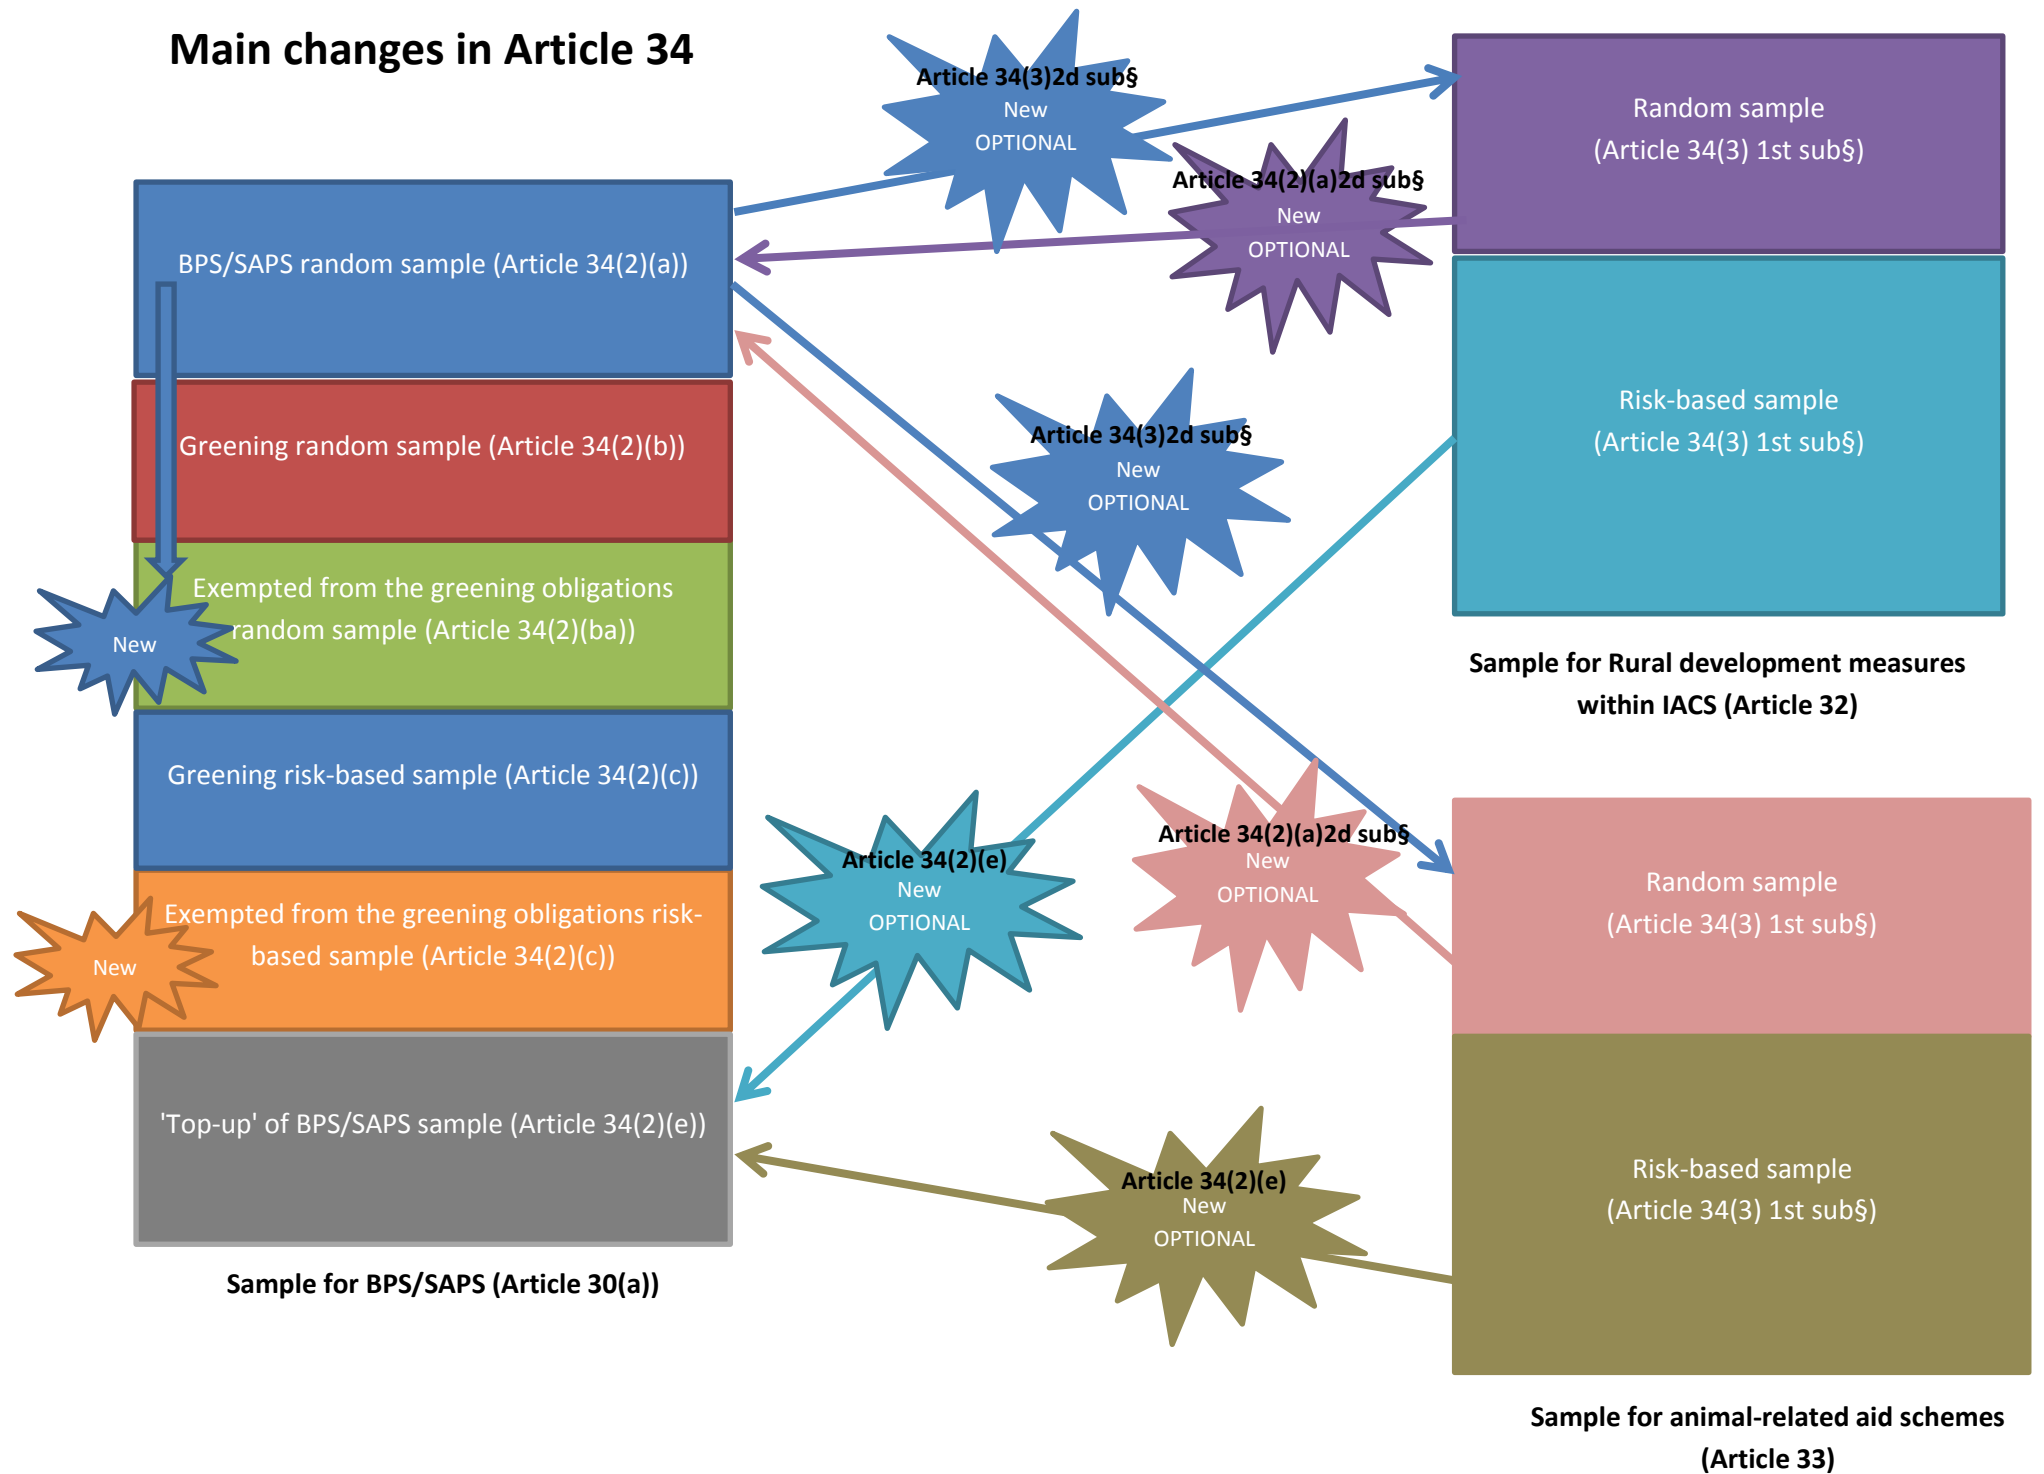 Main changes in Article 34
BPS/SAPS random sample (Article 34(2)(a))
Greening random sample (Article 34(2)(b))
Exempted from the greening obligations
random sample (Article 34(2)(ba))
New
Greening risk-based sample (Article 34(2)(c))
Exempted from the greening obligations risk-
based sample (Article 34(2)(c))
New
'Top-up' of BPS/SAPS sample (Article 34(2)(e))
Sample for BPS/SAPS (Article 30(a))
Article 34(3)2d sub§
New
OPTIONAL
Article 34(2)(a)2d sub§
New
OPTIONAL
Article 34(3)2d sub§
New
OPTIONAL
Article 34(2)(e)
New
OPTIONAL
Article 34(2)(a)2d sub§
New
OPTIONAL
Article 34(2)(e)
New
OPTIONAL
Random sample
(Article 34(3) 1st sub§)
Risk-based sample
(Article 34(3) 1st sub§)
Sample for Rural development measures
within IACS (Article 32)
Random sample
(Article 34(3) 1st sub§)
Risk-based sample
(Article 34(3) 1st sub§)
Sample for animal-related aid schemes
(Article 33)